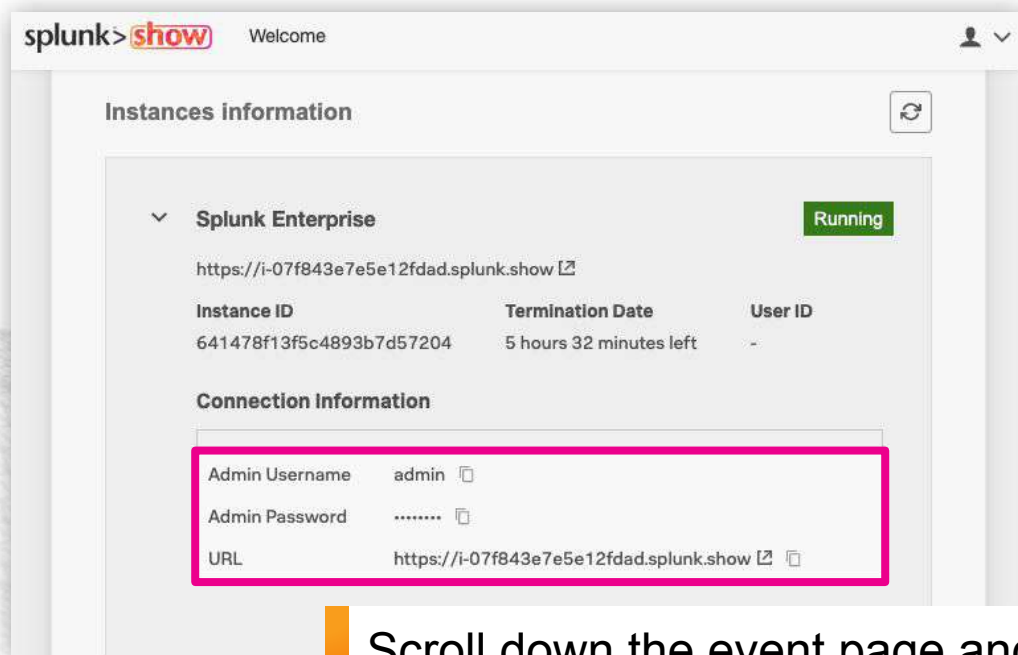 splunk>show Welcome
Instances information
Splunk Enterprise Running
https://i-07f843e7e5e12fdad.splunk.show
Instance ID Termination Date User ID
641478f13f5c4893b7d57204 5 hours 32 minutes left -
Connection Information
Admin Username admin
Admin Password ········
URL https://i-07f843e7e5e12fdad.splunk.show
Scroll down the event page and